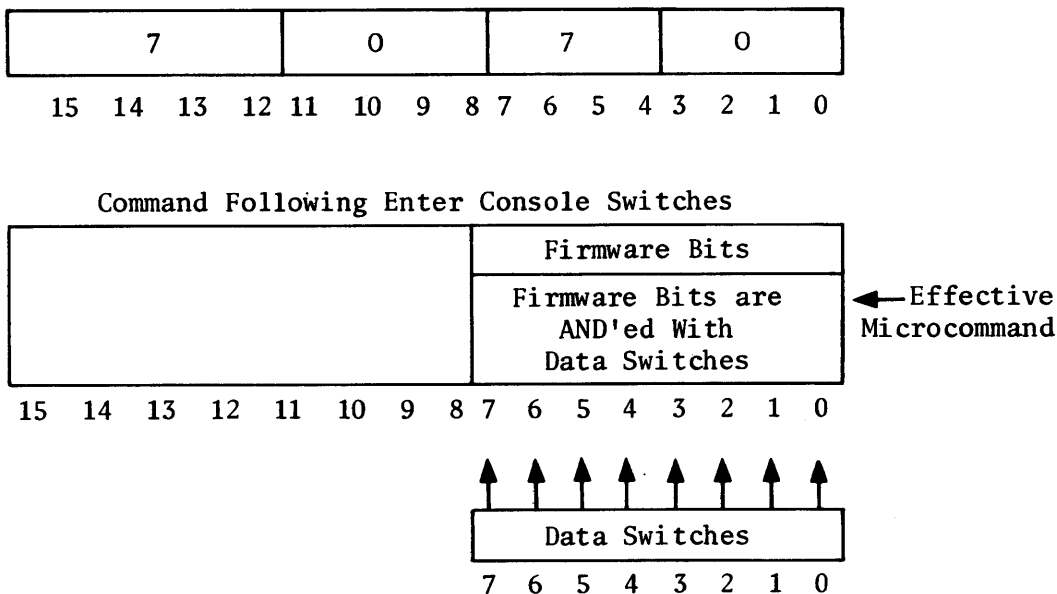 7 0 7 0
15 14 13 12 11 10 9 8 7 6 5 4 3 2 1 0
Command Following Enter Console Switches
Firmware Bits
Firmware Bits are
AND'ed With
Data Switches
Effective
Microcommand
15 14 13 12 11 10 9 8 7 6 5 4 3 2 1 0
Data Switches
7 6 5 4 3 2 1 0